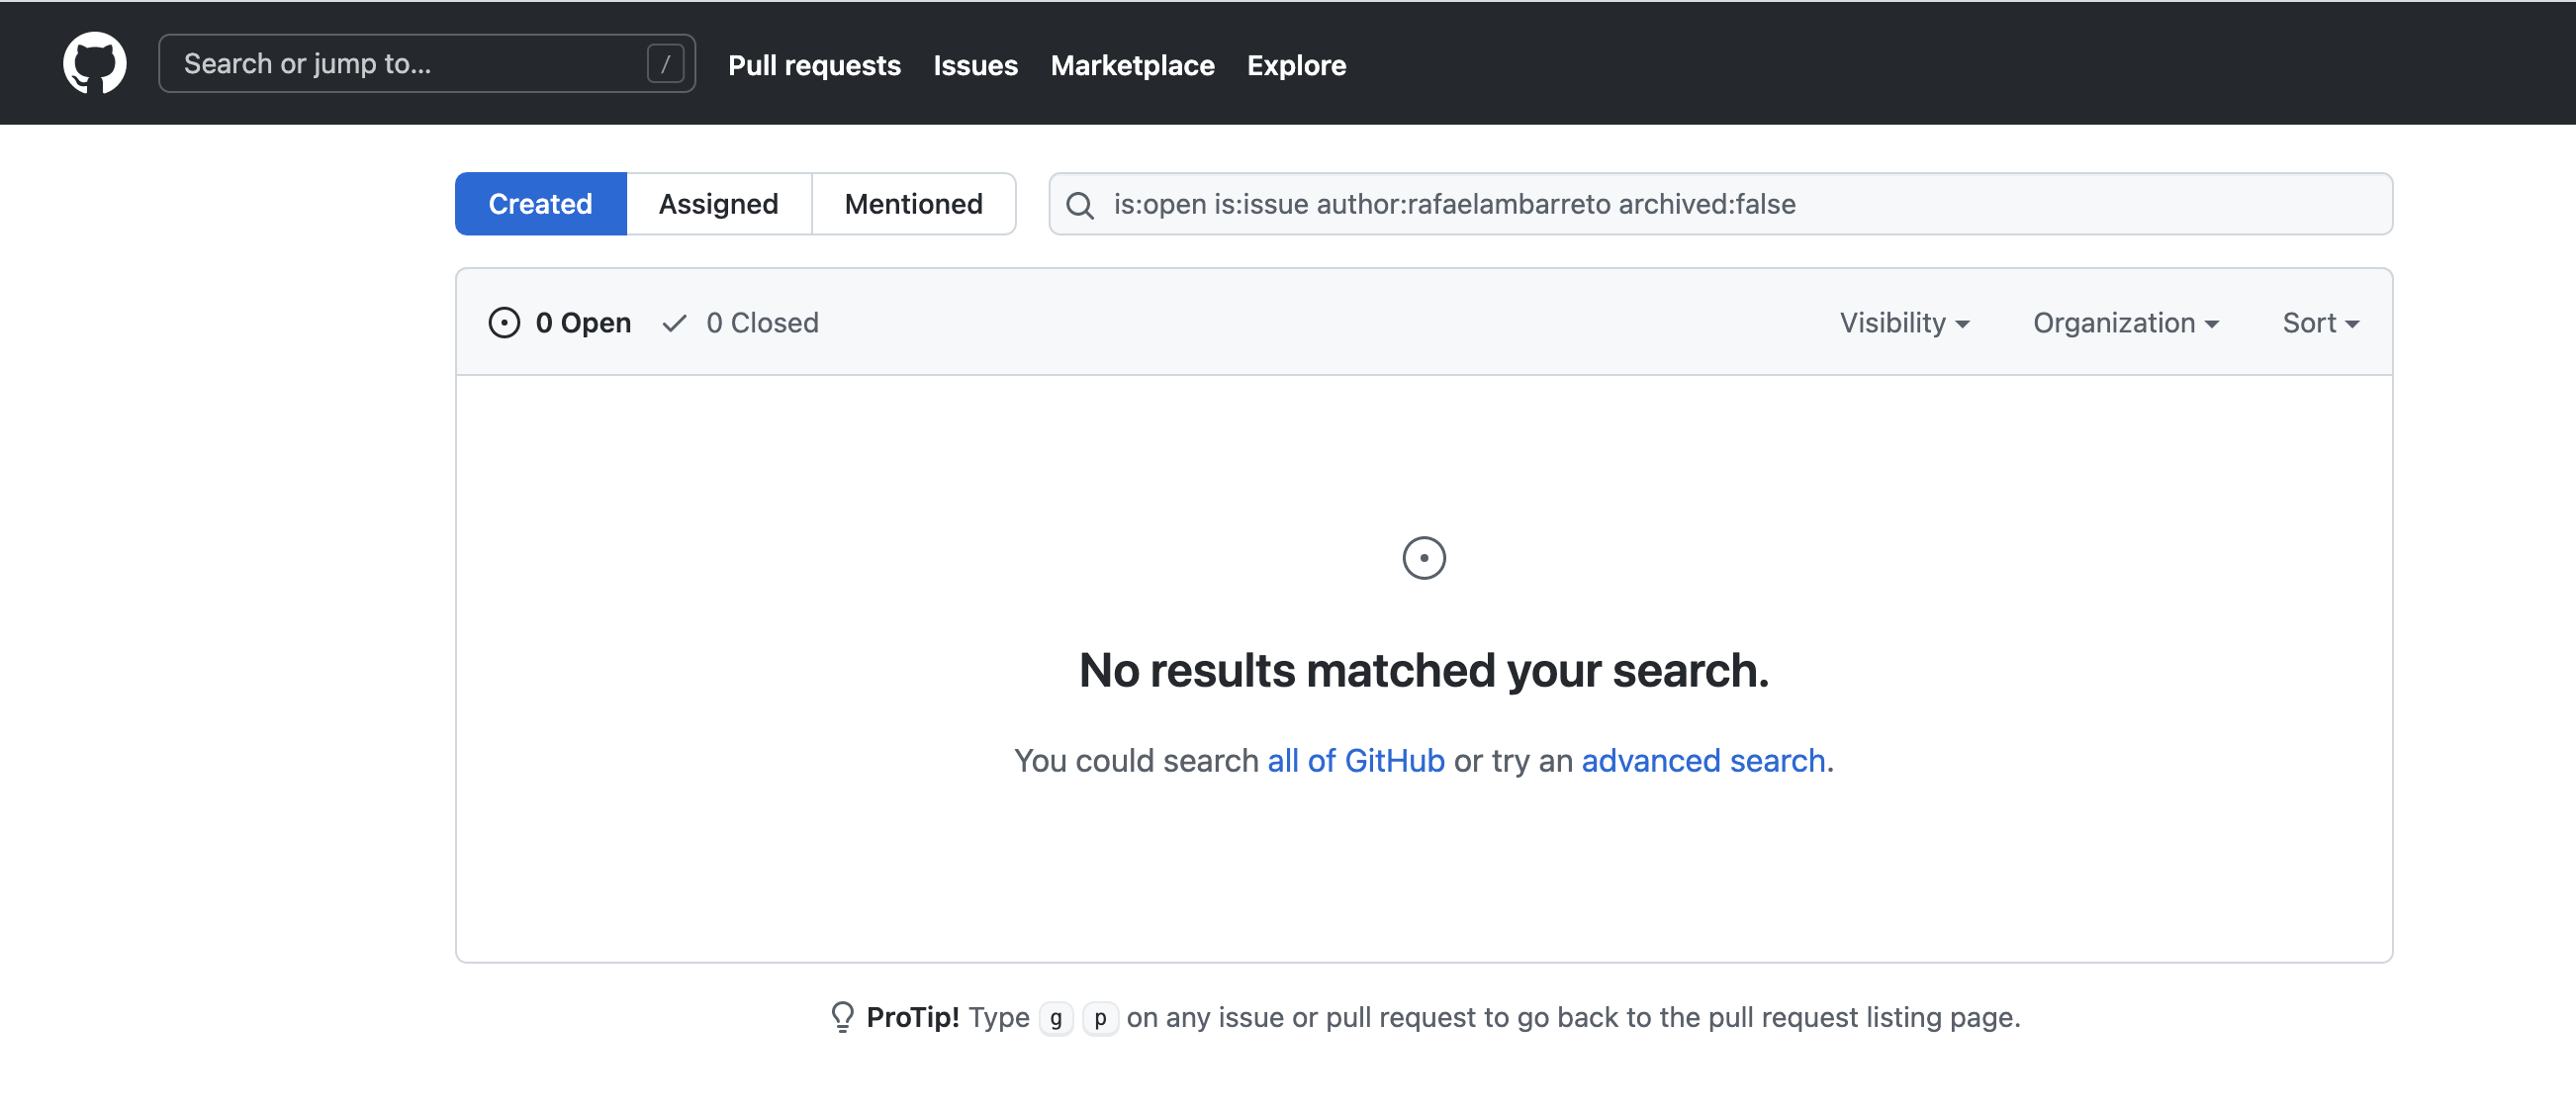 Search or jump to... / Pull requests Issues Marketplace Explore
Created Assigned Mentioned is:open is:issue author:rafaelambarreto archived:false
0 Open 0 Closed Visibility Organization Sort
No results matched your search.
You could search all of GitHub or try an advanced search.
ProTip! Type g p on any issue or pull request to go back to the pull request listing page.